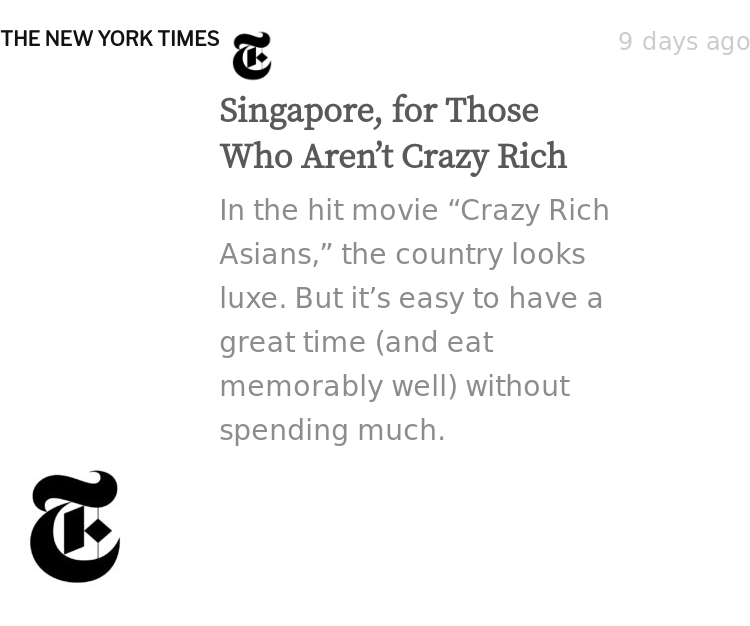 THE NEW YORK TIMES
9 days ago
Singapore, for Those
Who Aren’t Crazy Rich
In the hit movie “Crazy Rich
Asians,” the country looks
luxe. But it’s easy to have a
great time (and eat
memorably well) without
spending much.